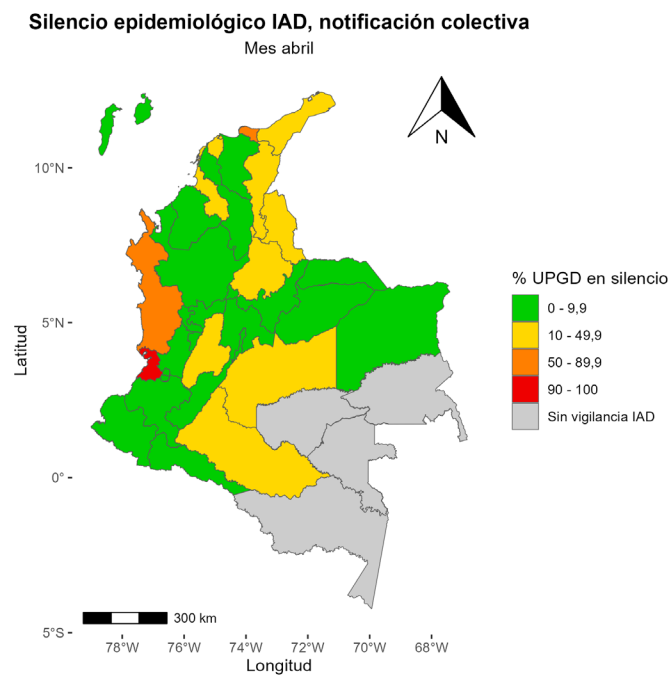 Silencio epidemiológico IAD, notificación colectiva
Mes abril
N
10°N
5°N
0°
5°S
Latitud
78°W 76°W 74°W 72°W 70°W 68°W
Longitud
300 km
% UPGD en silencio
0 - 9,9
10 - 49,9
50 - 89,9
90 - 100
Sin vigilancia IAD